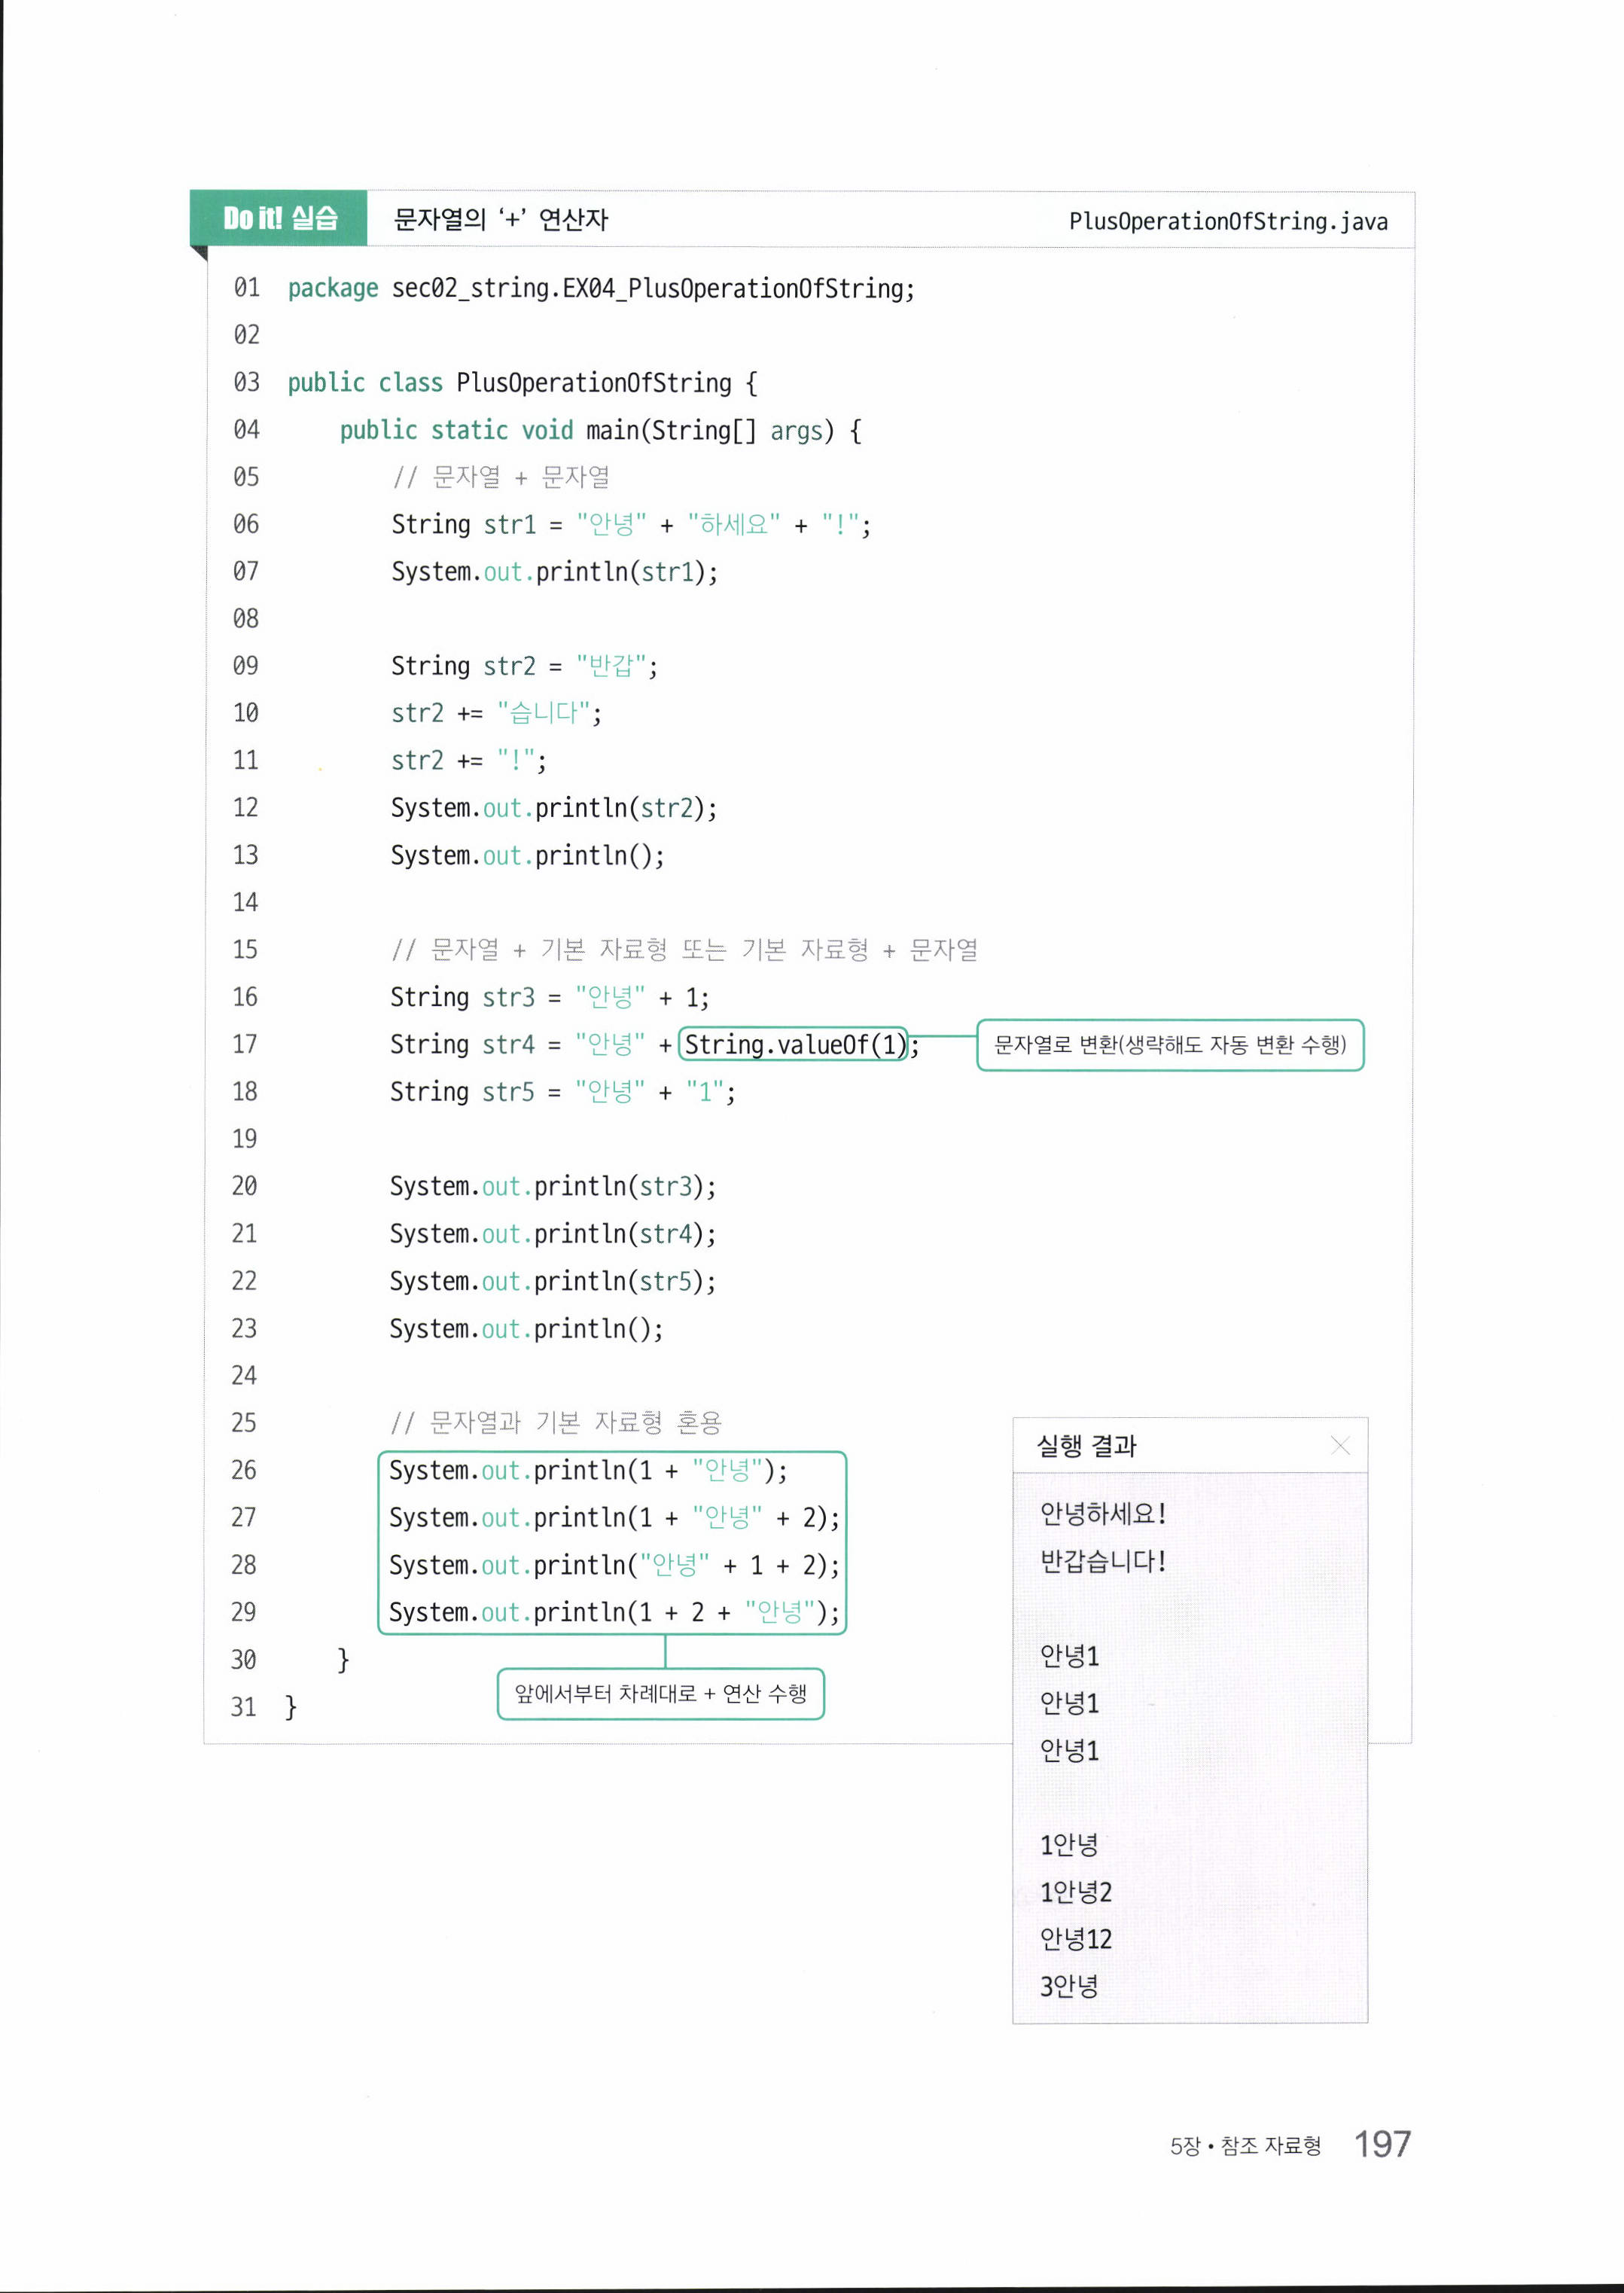 Do it! 실습 문자열의 ‘+’ 연산자 PlusOperationOfString.java
01 package sec02_string.EX04_PlusOperationOfString;
02
03 public class PlusOperationOfString {
04     public static void main(String[] args) {
05         // 문자열 + 문자열
06         String str1 = "안녕" + "하세요" + "!";
07         System.out.println(str1);
08
09         String str2 = "반갑";
10         str2 += "습니다";
11         str2 += "!";
12         System.out.println(str2);
13         System.out.println();
14
15         // 문자열 + 기본 자료형 또는 기본 자료형 + 문자열
16         String str3 = "안녕" + 1;
17         String str4 = "안녕" + String.valueOf(1); 문자열로 변환(생략해도 자동 변환 수행)
18         String str5 = "안녕" + "1";
19
20         System.out.println(str3);
21         System.out.println(str4);
22         System.out.println(str5);
23         System.out.println();
24
25         // 문자열과 기본 자료형 혼용
26         System.out.println(1 + "안녕");
27         System.out.println(1 + "안녕" + 2);
28         System.out.println("안녕" + 1 + 2);
29         System.out.println(1 + 2 + "안녕");
30     }
앞에서부터 차례대로 + 연산 수행
31 }
실행 결과
안녕하세요!
반갑습니다!
안녕1
안녕1
안녕1
1안녕
1안녕2
안녕12
3안녕
5장 • 참조 자료형 197